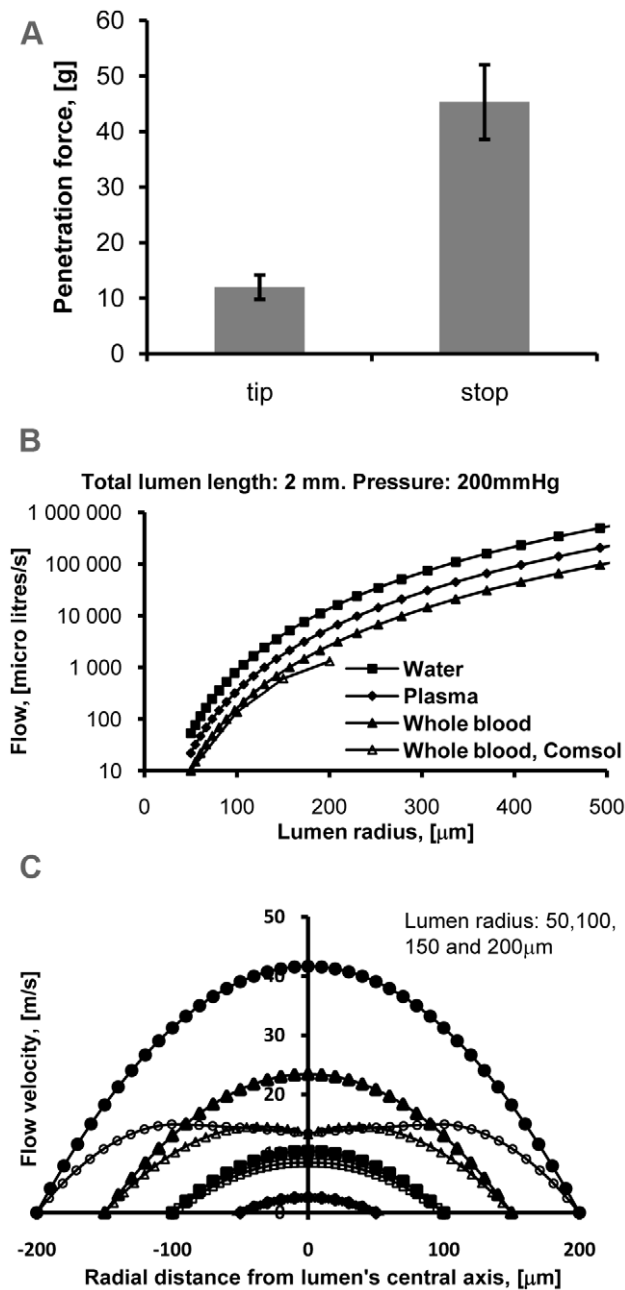 A
Penetration force, [g]
60
50
40
30
20
10
0
tip
stop
B
Total lumen length: 2 mm. Pressure: 200mmHg
Flow, [micro litres/s]
1 000 000
100 000
10 000
1 000
100
10
Water
Plasma
Whole blood
Whole blood, Comsol
0
100
200
300
400
500
Lumen radius, [μm]
C
Lumen radius: 50,100,
150 and 200μm
Flow velocity, [m/s]
50
40
30
20
0
-200
-100
0
100
200
Radial distance from lumen's central axis, [μm]